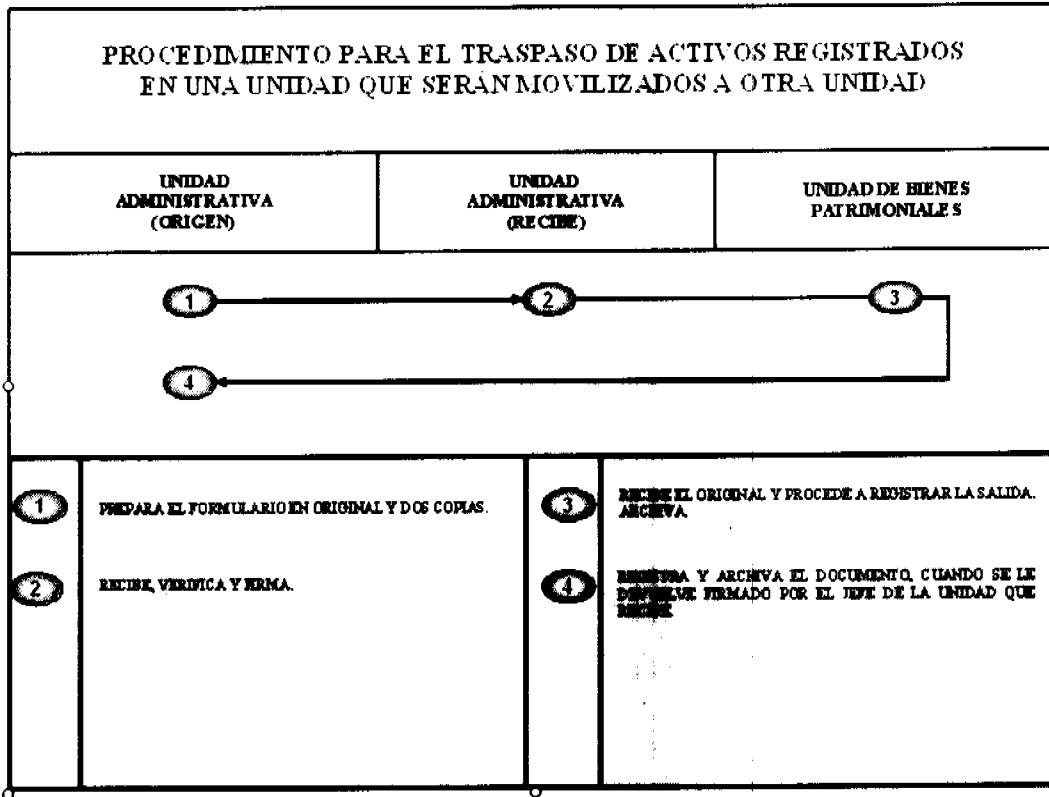 PROCEDIMIENTO PARA EL TRASPASO DE ACTIVOS REGISTRADOS
EN UNA UNIDAD QUE SERÁN MOVILIZADOS A OTRA UNIDAD
UNIDAD
ADMINISTRATIVA
(ORIGEN)
UNIDAD
ADMINISTRATIVA
(RECIBE)
UNIDAD DE BIENES
PATRIMONIALES
1
2
3
4
1
PREPARA EL FORMULARIO EN ORIGINAL Y DOS COPIAS.
2
RECIBE, VERIFICA Y FIRMA.
3
RECIBE EL ORIGINAL Y PROCEDE A REGISTRAR LA SALIDA.
ARCHIVA.
4
REGISTRA Y ARCHIVA EL DOCUMENTO, CUANDO SE LE
DEVUELVE FIRMADO POR EL JEFE DE LA UNIDAD QUE
RECIBE